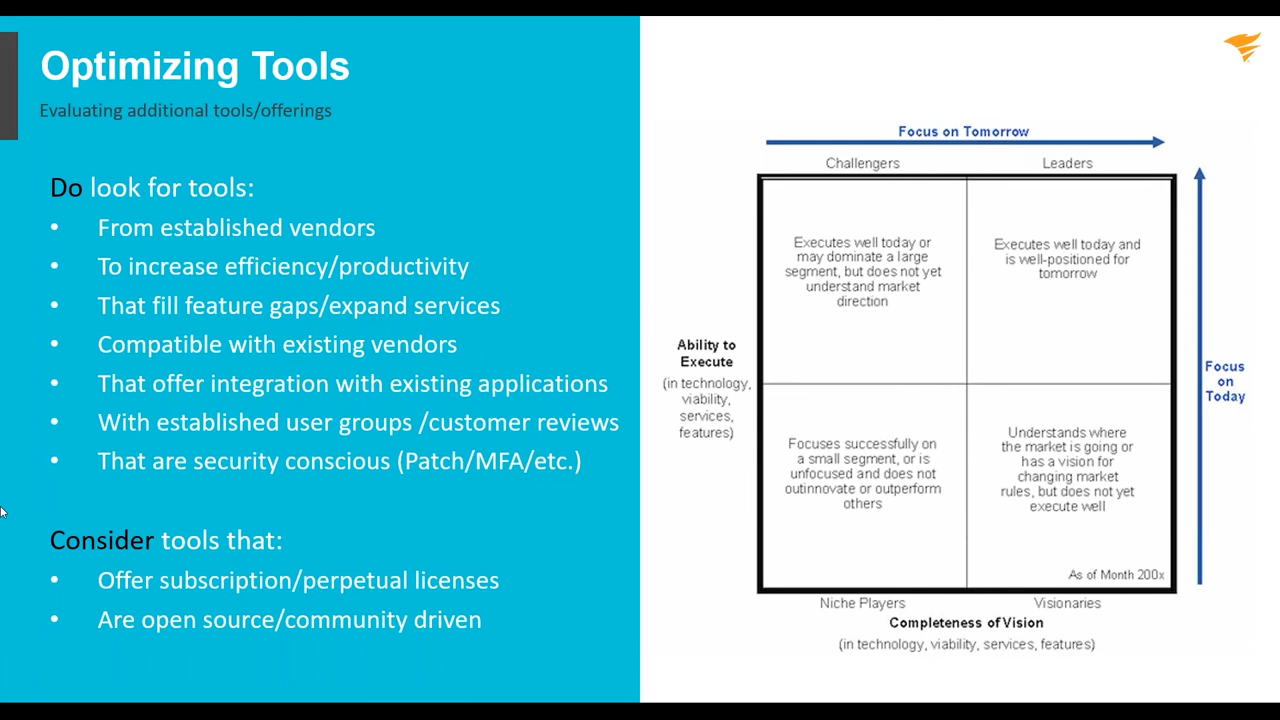 Optimizing Tools
Evaluating additional tools/offerings
Do look for tools:
• From established vendors
• To increase efficiency/productivity
• That fill feature gaps/expand services
• Compatible with existing vendors
• That offer integration with existing applications
• With established user groups /customer reviews
• That are security conscious (Patch/MFA/etc.)
Consider tools that:
• Offer subscription/perpetual licenses
• Are open source/community driven
Focus on Tomorrow
Challengers
Leaders
Executes well today or
may dominate a large
segment, but does not yet
understand market
direction
Executes well today and
is well-positioned for
tomorrow
Ability to
Execute
(in technology,
viability,
services,
features)
Focus
on
Today
Focuses successfully on
a small segment, or is
unfocused and does not
outinnovate or outperform
others
Understands where
the market is going or
has a vision for
changing market
rules, but does not yet
execute well
As of Month 200x
Niche Players
Visionaries
Completeness of Vision
(in technology, viability, services, features)